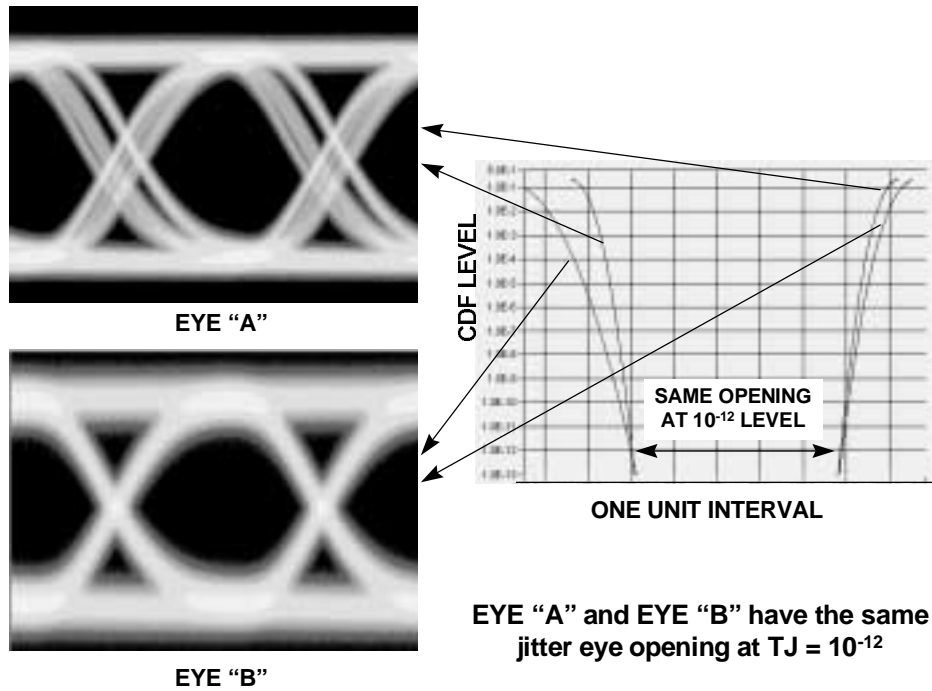 EYE “A”
CDF LEVEL
SAME OPENING
AT 10-12 LEVEL
ONE UNIT INTERVAL
EYE “B”
EYE “A” and EYE “B” have the same
jitter eye opening at TJ = 10-12